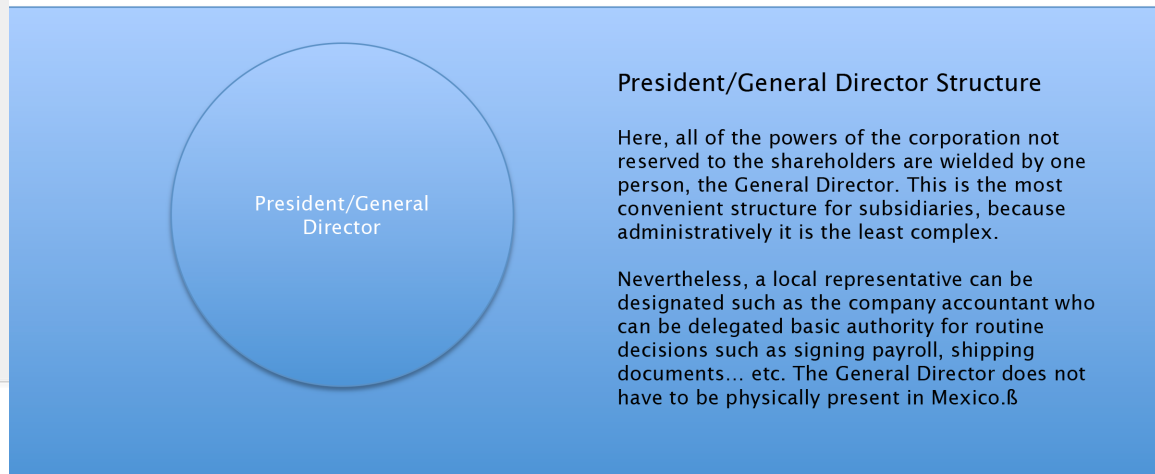 President/General
Director
President/General Director Structure
Here, all of the powers of the corporation not
reserved to the shareholders are wielded by one
person, the General Director. This is the most
convenient structure for subsidiaries, because
administratively it is the least complex.
Nevertheless, a local representative can be
designated such as the company accountant who
can be delegated basic authority for routine
decisions such as signing payroll, shipping
documents... etc. The General Director does not
have to be physically present in Mexico.ß